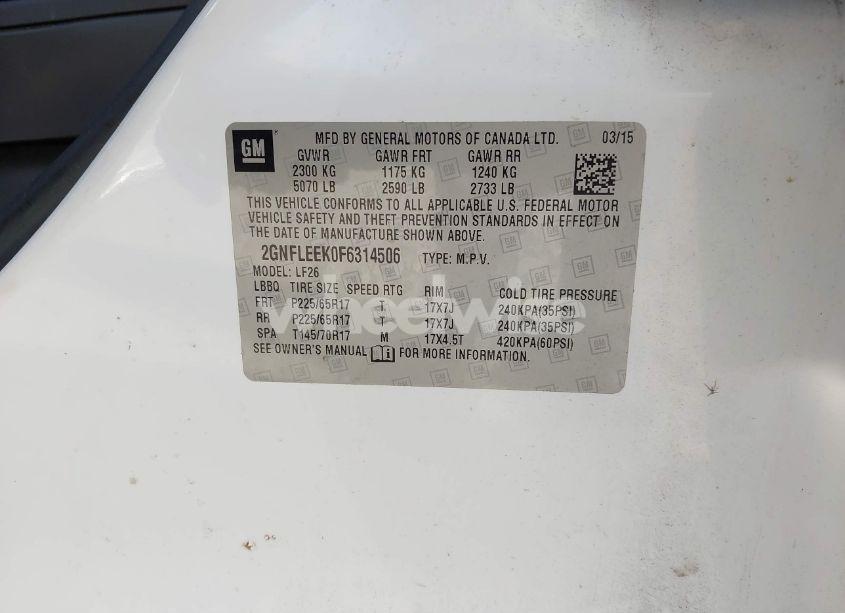 GM MFD BY GENERAL MOTORS OF CANADA LTD. 03/15
GVWR GAWR FRT GAWR RR
2300 KG 1175 KG 1240 KG
5070 LB 2590 LB 2733 LB
THIS VEHICLE CONFORMS TO ALL APPLICABLE U.S. FEDERAL MOTOR
VEHICLE SAFETY AND THEFT PREVENTION STANDARDS IN EFFECT ON
THE DATE OF MANUFACTURE SHOWN ABOVE.
2GNFLEEK0F6314506 TYPE: M.P.V.
MODEL: LF26
LBBQ TIRE SIZE SPEED RTG RIM COLD TIRE PRESSURE
FRT P225/65R17 T 17X7J 240KPA(35PSI)
RR P225/65R17 T 17X7J 240KPA(35PSI)
SPA T145/70R17 M 17X4.5T 420KPA(60PSI)
SEE OWNER'S MANUAL FOR MORE INFORMATION.
wheelwise